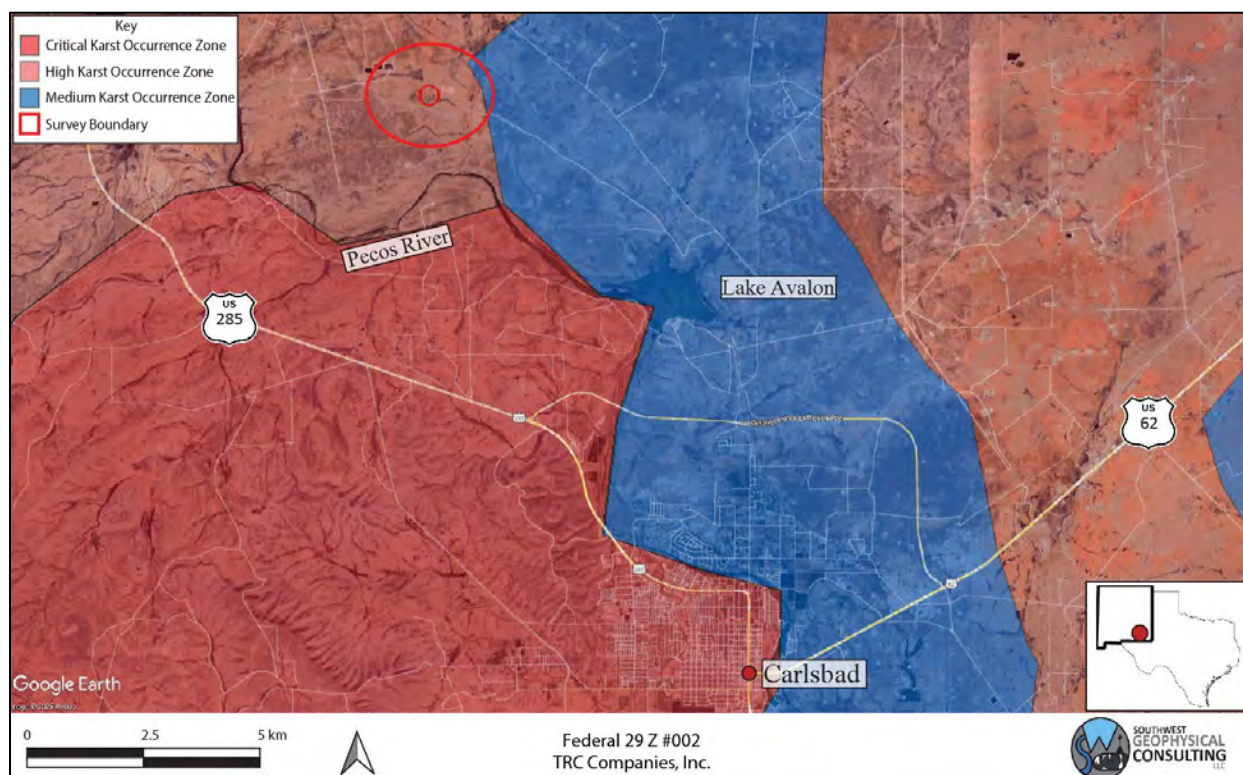 Key
Critical Karst Occurrence Zone
High Karst Occurrence Zone
Medium Karst Occurrence Zone
Survey Boundary
Pecos River
Lake Avalon
US
285
US
62
Carlsbad
Google Earth
0
2.5
5 km
Federal 29 Z #002
TRC Companies, Inc.
SOUTHWEST
GEOPHYSICAL
CONSULTING
LLC